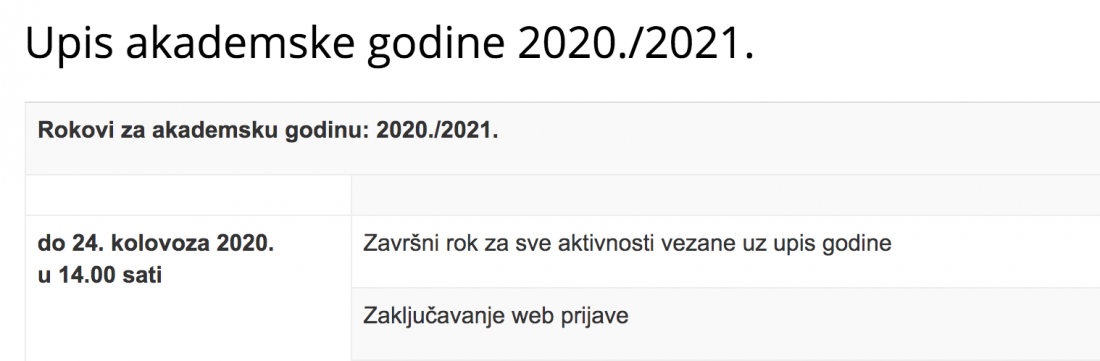 Upis akademske godine 2020./2021.
Rokovi za akademsku godinu: 2020./2021.
do 24. kolovoza 2020.
u 14.00 sati
Završni rok za sve aktivnosti vezane uz upis godine
Zaključavanje web prijave